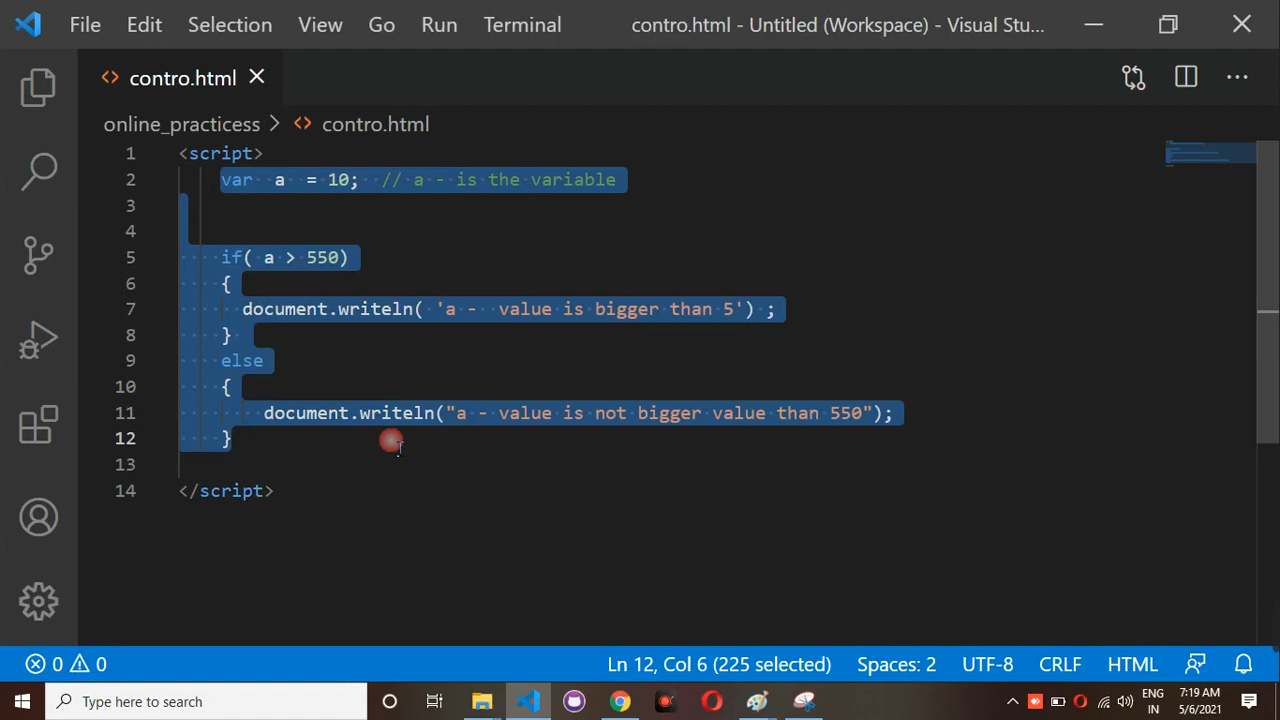 File Edit Selection View Go Run Terminal contro.html - Untitled (Workspace) - Visual Stu...
contro.html
online_practicess > contro.html
1 <script>
2 var a = 10; // a - is the variable
3
4
5 if( a > 550)
6 {
7 document.writeln( 'a - value is bigger than 5') ;
8 }
9 else
10 {
11 document.writeln("a - value is not bigger value than 550");
12 }
13
14 </script>
0 0 Ln 12, Col 6 (225 selected) Spaces: 2 UTF-8 CRLF HTML
Type here to search
ENG 7:19 AM
IN 5/6/2021